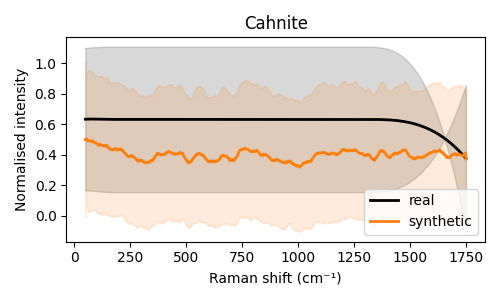 Cahnite
Normalised intensity
1.0
0.8
0.6
0.4
0.2
0.0
real
synthetic
0 250 500 750 1000 1250 1500 1750
Raman shift (cm⁻¹)